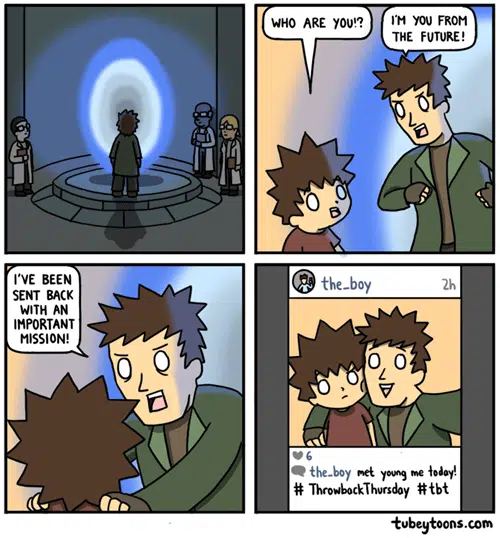 WHO ARE YOU!?
I'M YOU FROM
THE FUTURE!
I'VE BEEN
SENT BACK
WITH AN
IMPORTANT
MISSION!
the_boy 2h
6
the_boy met young me today!
# ThrowbackThursday #tbt
tubeytoons.com